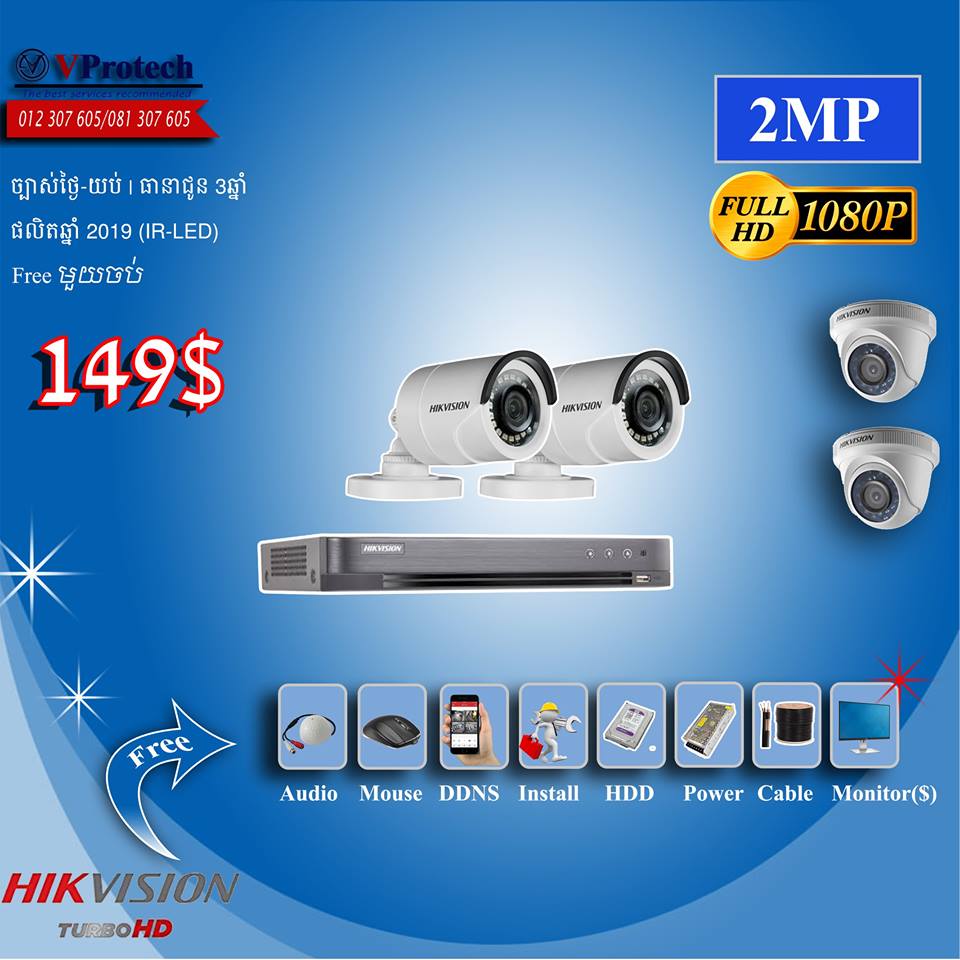 VProtech
The best services recommended
012 307 605/081 307 605
ច្បាស់ថ្ងៃ-យប់ | ធានាជូន 3ឆ្នាំ
ផលិតឆ្នាំ 2019 (IR-LED)
Free មួយចប់
149$
2MP
FULL HD 1080P
HIKVISION
HIKVISION
HIKVISION
HIKVISION
HIKVISION
Free
Audio Mouse DDNS Install HDD Power Cable Monitor($)
HIKVISION
TURBO HD